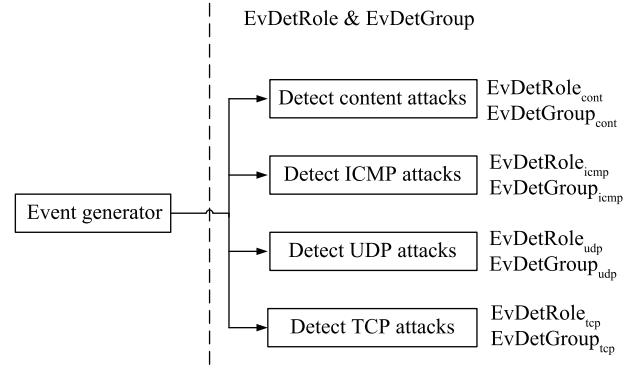 EvDetRole & EvDetGroup
Detect content attacks
EvDetRole_cont
EvDetGroup_cont
Detect ICMP attacks
EvDetRole_icmp
EvDetGroup_icmp
Event generator
Detect UDP attacks
EvDetRole_udp
EvDetGroup_udp
Detect TCP attacks
EvDetRole_tcp
EvDetGroup_tcp